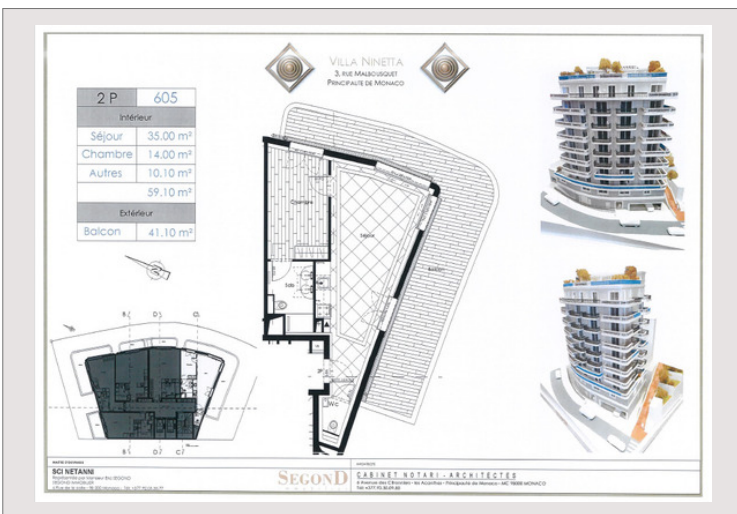 VILLA NINETTA
3, RUE MALBOUSQUET
PRINCIPAUTE DE MONACO
2 P 605
Intérieur
Séjour 35.00 m²
Chambre 14.00 m²
Autres 10.10 m²
59.10 m²
Extérieur
Balcon 41.10 m²
Chambre
Séjour
Balcon
Sdb
W.c
B D C
B D C
SCI NETANNI
SEGOND
CABINET NOTARI - ARCHITECTES